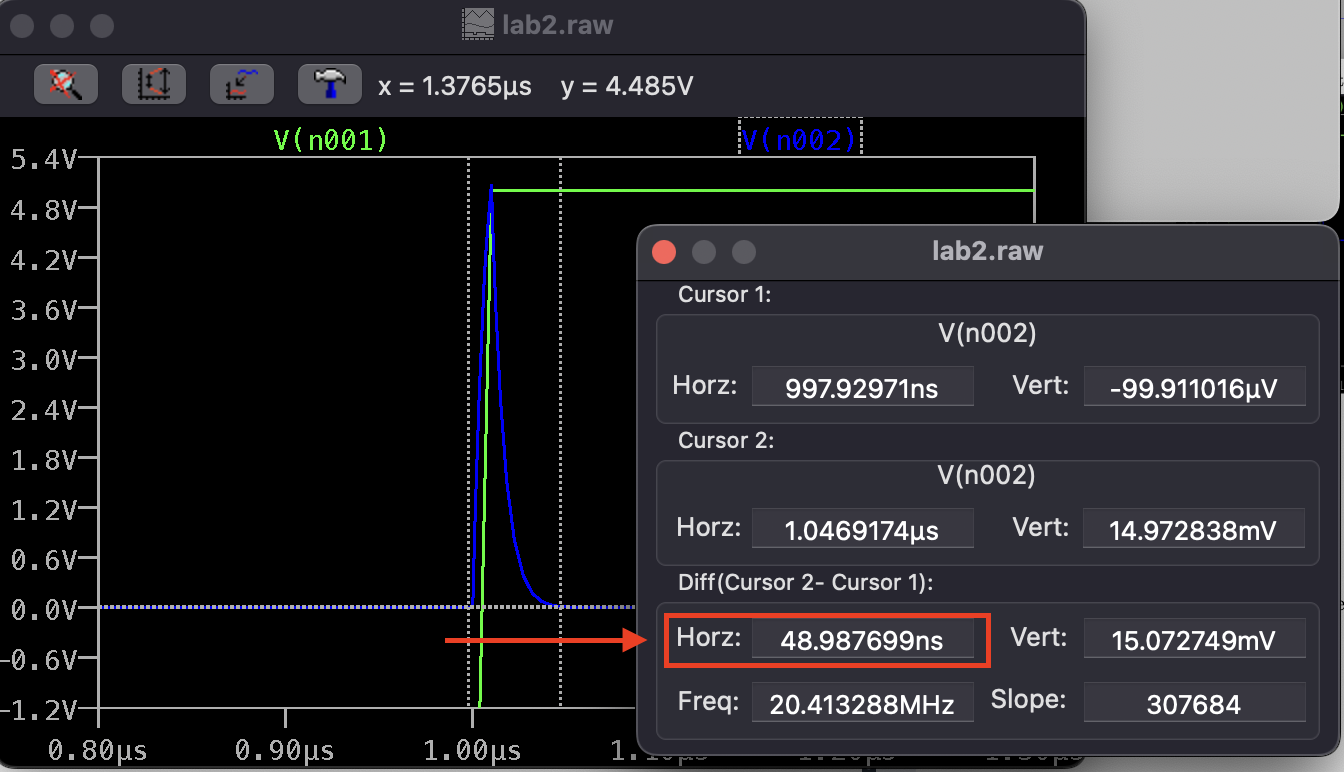 lab2.raw
x = 1.3765µs y = 4.485V
V(n001) V(n002)
5.4V
4.8V
4.2V
3.6V
3.0V
2.4V
1.8V
1.2V
0.6V
0.0V
-0.6V
-1.2V
0.80µs 0.90µs 1.00µs
lab2.raw
Cursor 1:
V(n002)
Horz: 997.92971ns Vert: -99.911016µV
Cursor 2:
V(n002)
Horz: 1.0469174µs Vert: 14.972838mV
Diff(Cursor 2- Cursor 1):
Horz: 48.987699ns Vert: 15.072749mV
Freq: 20.413288MHz Slope: 307684